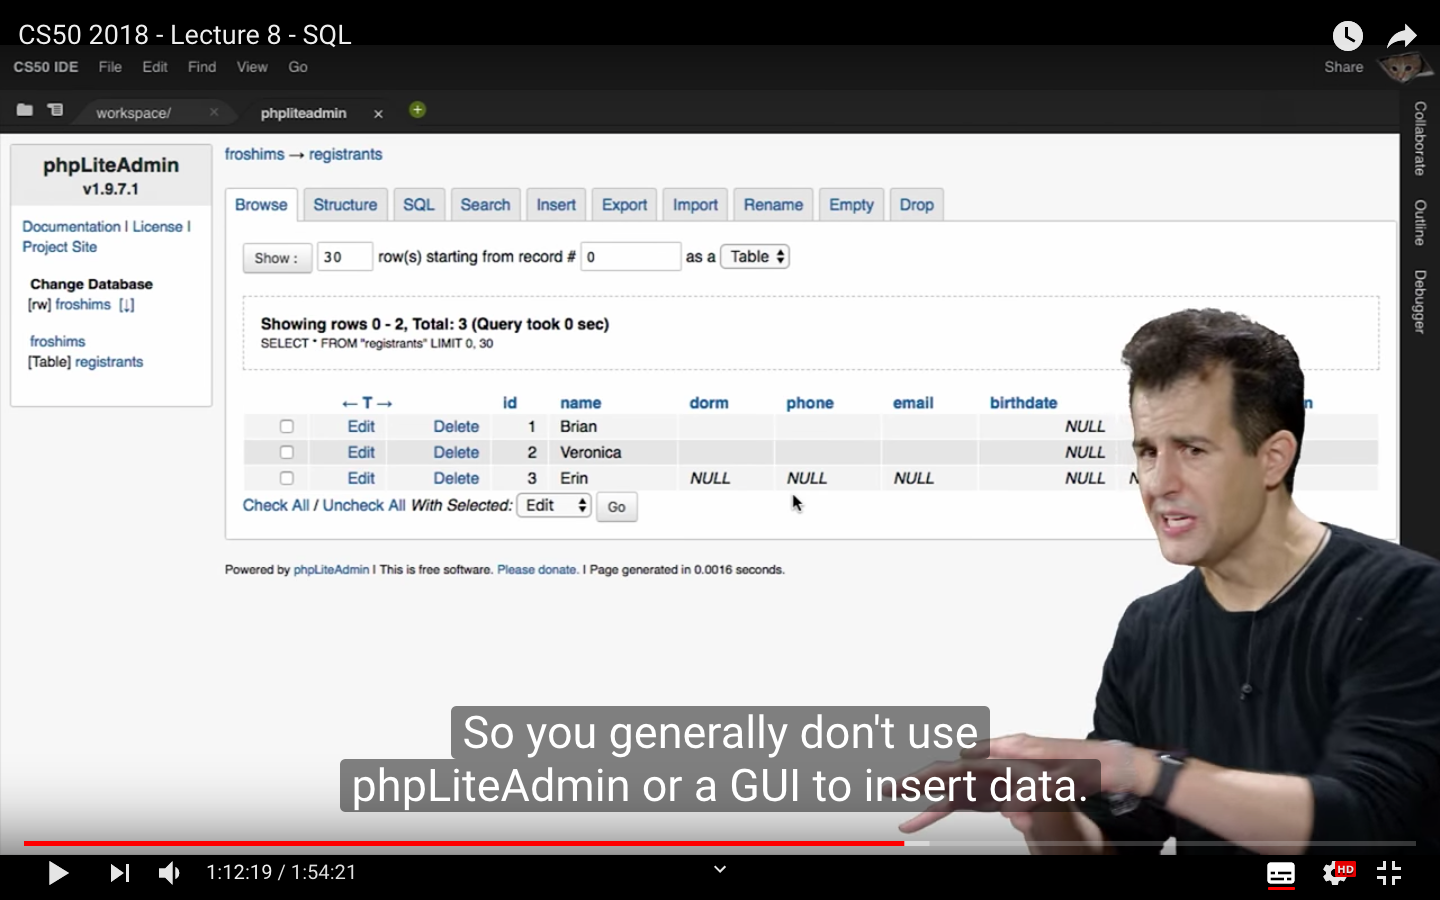 CS50 2018 - Lecture 8 - SQL
CS50 IDE File Edit Find View Go Share
workspace/ phpliteadmin
Collaborate
Outline
Debugger
phpLiteAdmin
v1.9.7.1
Documentation | License |
Project Site
Change Database
[rw] froshims [↓]
froshims
[Table] registrants
froshims → registrants
Browse Structure SQL Search Insert Export Import Rename Empty Drop
Show : 30 row(s) starting from record # 0 as a Table
Showing rows 0 - 2, Total: 3 (Query took 0 sec)
SELECT * FROM "registrants" LIMIT 0, 30
← T → id name dorm phone email birthdate
Edit Delete 1 Brian NULL
Edit Delete 2 Veronica NULL
Edit Delete 3 Erin NULL NULL NULL NULL
Check All / Uncheck All With Selected: Edit Go
Powered by phpLiteAdmin | This is free software. Please donate. | Page generated in 0.0016 seconds.
So you generally don't use
phpLiteAdmin or a GUI to insert data.
1:12:19 / 1:54:21
HD